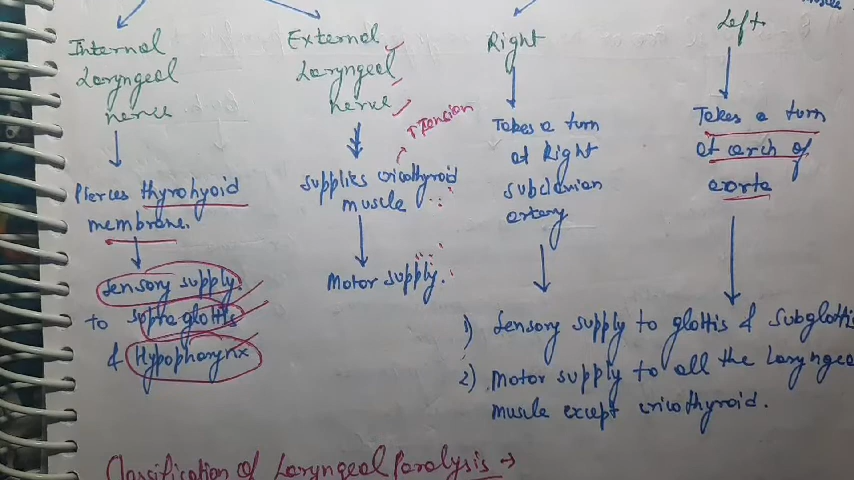 Internal
Laryngeal
nerve
Pierces thyrohyoid
membrane.
Sensory supply.
to supraglottis
& Hypopharynx
External
Laryngeal
nerve
↑ Tension
supplies cricothyroid
muscle
Motor supply.
Right
Takes a turn
at Right
subclavian
artery
Left
Takes a turn
at arch of
aorta
1) Sensory supply to glottis & subglottis
2) Motor supply to all the Laryngea
muscle except cricothyroid.
Classification of Laryngeal Paralysis →